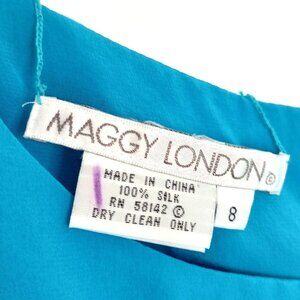 MAGGY LONDON©
MADE IN CHINA
100% SILK
RN 58142 ©
DRY CLEAN ONLY
8